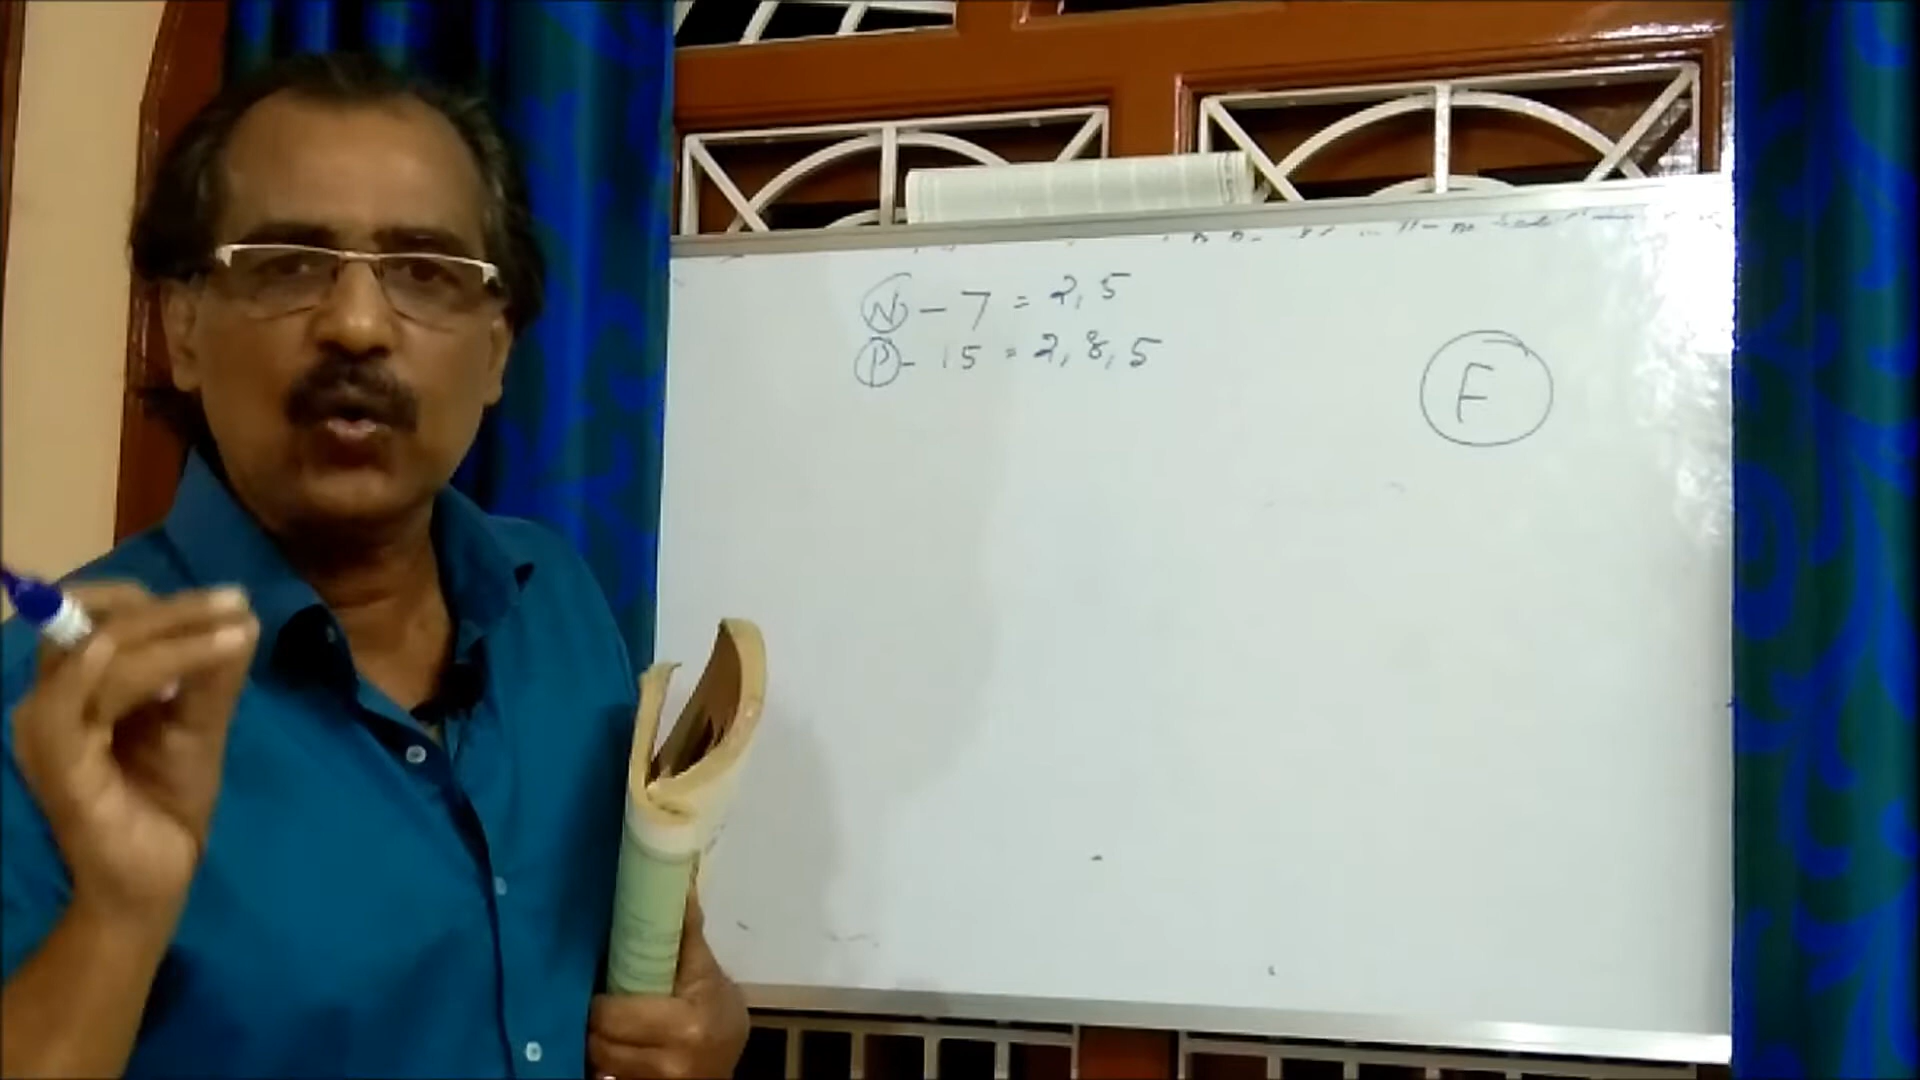 N - 7 = 2, 5
P - 15 = 2, 8, 5
F